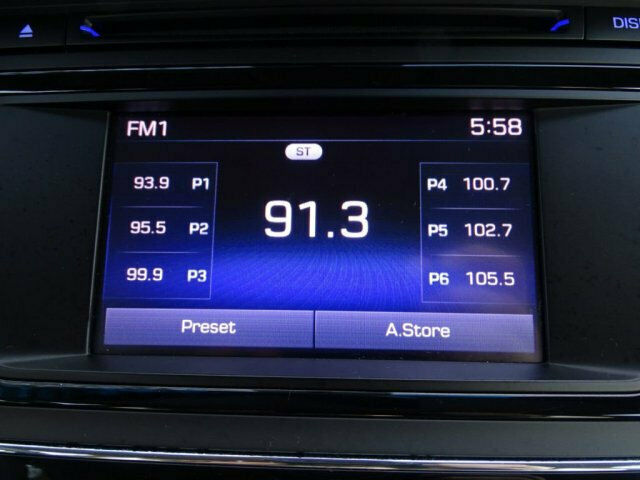 DIS
FM1 5:58
ST
93.9 P1
95.5 P2
99.9 P3
91.3
P4 100.7
P5 102.7
P6 105.5
Preset A.Store